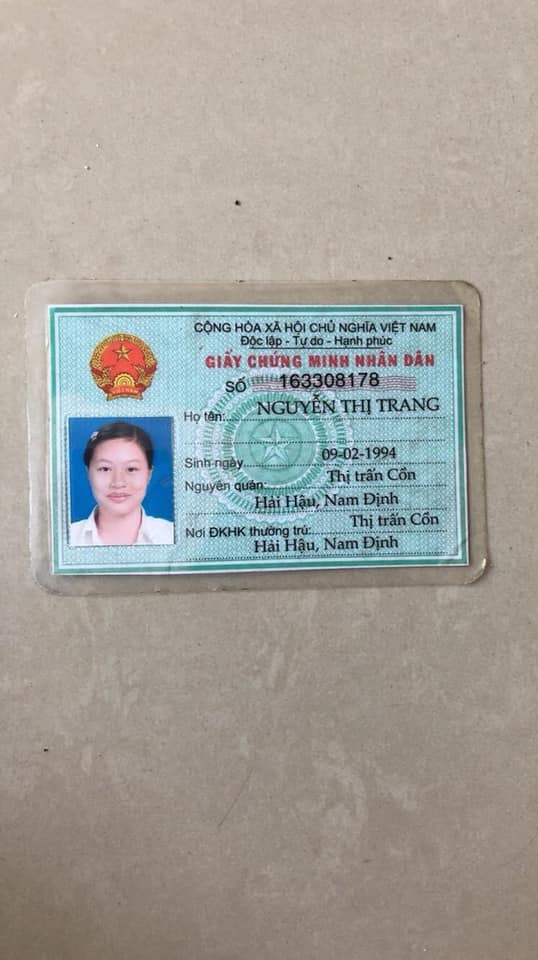 CỘNG HÒA XÃ HỘI CHỦ NGHĨA VIỆT NAM
Độc lập - Tự do - Hạnh phúc
GIẤY CHỨNG MINH NHÂN DÂN
SỐ 163308178
Họ tên: NGUYỄN THỊ TRANG
Sinh ngày 09-02-1994
Nguyên quán: Thị trấn Cồn
Hải Hậu, Nam Định
Nơi ĐKHK thường trú: Thị trấn Cồn
Hải Hậu, Nam Định
VIỆT NAM